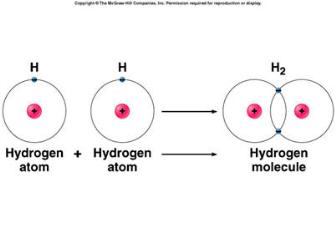 Copyright © The McGraw-Hill Companies, Inc. Permission required for reproduction or display.
H H H2
+ + + +
Hydrogen atom + Hydrogen atom Hydrogen molecule